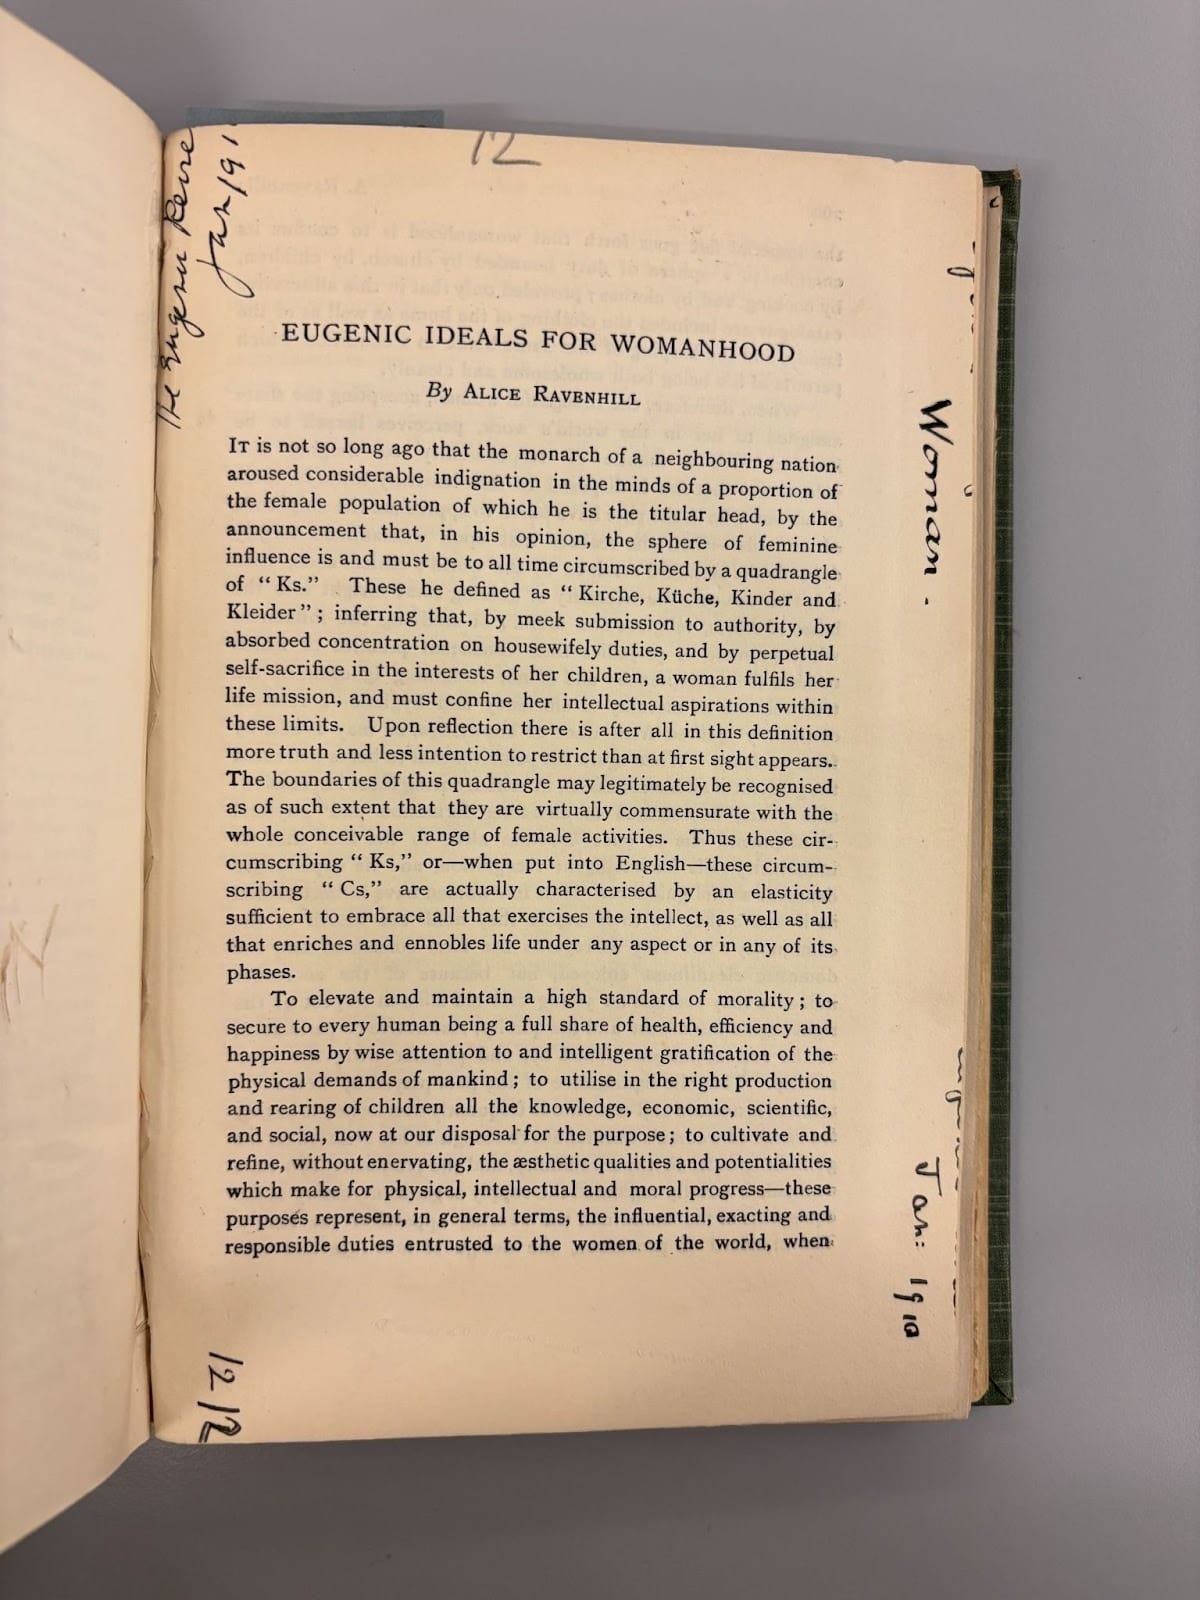 12
The Eugenics
Jan 191
EUGENIC IDEALS FOR WOMANHOOD
By ALICE RAVENHILL
IT is not so long ago that the monarch of a neighbouring nation
aroused considerable indignation in the minds of a proportion of
the female population of which he is the titular head, by the
announcement that, in his opinion, the sphere of feminine
influence is and must be to all time circumscribed by a quadrangle
of “Ks.” These he defined as “Kirche, Küche, Kinder and
Kleider”; inferring that, by meek submission to authority, by
absorbed concentration on housewifely duties, and by perpetual
self-sacrifice in the interests of her children, a woman fulfils her
life mission, and must confine her intellectual aspirations within
these limits. Upon reflection there is after all in this definition
more truth and less intention to restrict than at first sight appears.
The boundaries of this quadrangle may legitimately be recognised
as of such extent that they are virtually commensurate with the
whole conceivable range of female activities. Thus these cir-
cumscribing “Ks,” or—when put into English—these circum-
scribing “Cs,” are actually characterised by an elasticity
sufficient to embrace all that exercises the intellect, as well as all
that enriches and ennobles life under any aspect or in any of its
phases.
To elevate and maintain a high standard of morality; to
secure to every human being a full share of health, efficiency and
happiness by wise attention to and intelligent gratification of the
physical demands of mankind; to utilise in the right production
and rearing of children all the knowledge, economic, scientific,
and social, now at our disposal for the purpose; to cultivate and
refine, without enervating, the æsthetic qualities and potentialities
which make for physical, intellectual and moral progress—these
purposes represent, in general terms, the influential, exacting and
responsible duties entrusted to the women of the world, when
Woman.
Jan: 1910
12/2